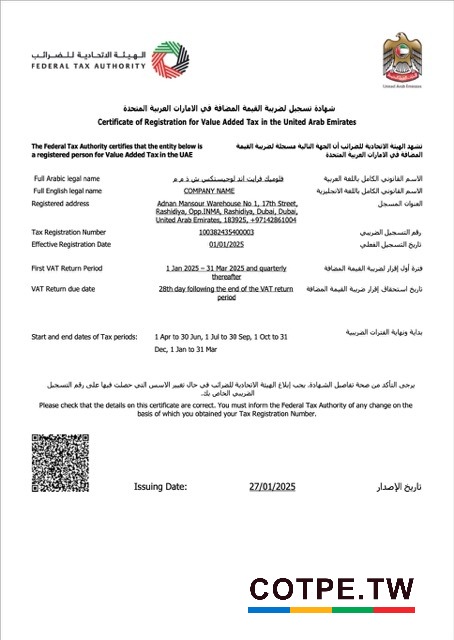 الهيئة الاتحادية للضرائب
FEDERAL TAX AUTHORITY
UNITED ARAB EMIRATES
شهادة تسجيل لضريبة القيمة المضافة في الامارات العربية المتحدة
Certificate of Registration for Value Added Tax in the United Arab Emirates
The Federal Tax Authority certifies that the entity below is
a registered person for Value Added Tax in the UAE
تشهد الهيئة الاتحادية للضرائب أن الجهة التالية مسجلة لضريبة القيمة
المضافة في الامارات العربية المتحدة
Full Arabic legal name فلوميك فرايت اند لوجيستكس ش ذ م م الاسم القانوني الكامل باللغة العربية
Full English legal name COMPANY NAME الاسم القانوني الكامل باللغة الانجليزية
Registered address Adnan Mansour Warehouse No 1, 17th Street, العنوان المسجل
Rashidiya, Opp.INMA, Rashidiya, Dubai, Dubai,
United Arab Emirates, 183925, +97142861004
Tax Registration Number 100382435400003 رقم التسجيل الضريبي
Effective Registration Date 01/01/2025 تاريخ التسجيل الفعلي
First VAT Return Period 1 Jan 2025 – 31 Mar 2025 and quarterly فترة أول إقرار لضريبة القيمة المضافة
thereafter
VAT Return due date 28th day following the end of the VAT return تاريخ استحقاق إقرار ضريبة القيمة المضافة
period
بداية ونهاية الفترات الضريبية
Start and end dates of Tax periods: 1 Apr to 30 Jun, 1 Jul to 30 Sep, 1 Oct to 31
Dec, 1 Jan to 31 Mar
يرجى التأكد من صحة تفاصيل الشهادة. يجب إبلاغ الهيئة الاتحادية للضرائب في حال تغيير الاسس التي حصلت فيها على رقم التسجيل
الضريبي الخاص بك.
Please check that the details on this certificate are correct. You must inform the Federal Tax Authority of any change on the
basis of which you obtained your Tax Registration Number.
Issuing Date: 27/01/2025 تاريخ الإصدار
COTPE.TW